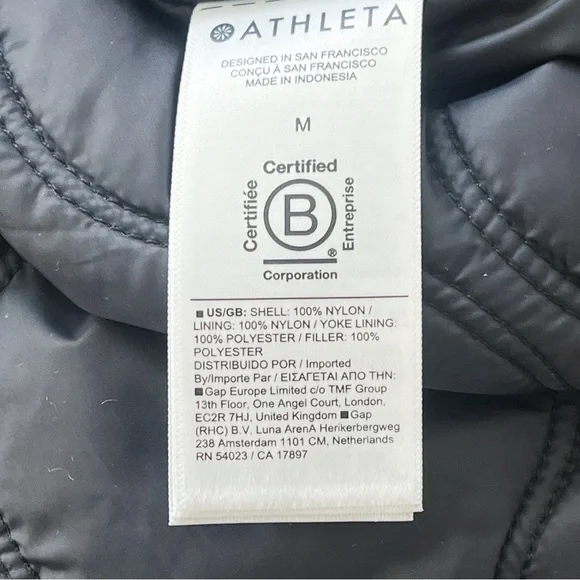 ATHLETA
DESIGNED IN SAN FRANCISCO
CONÇU À SAN FRANCISCO
MADE IN INDONESIA
M
Certified
Certifiée
B
Entreprise
®
Corporation
US/GB: SHELL: 100% NYLON /
LINING: 100% NYLON / YOKE LINING:
100% POLYESTER / FILLER: 100%
POLYESTER
DISTRIBUIDO POR / Imported
By/Importe Par / ΕΙΣΑΓΕΤΑΙ ΑΠΟ ΤΗΝ:
Gap Europe Limited c/o TMF Group
13th Floor, One Angel Court, London,
EC2R 7HJ, United Kingdom Gap
(RHC) B.V. Luna ArenA Herikerbergweg
238 Amsterdam 1101 CM, Netherlands
RN 54023 / CA 17897